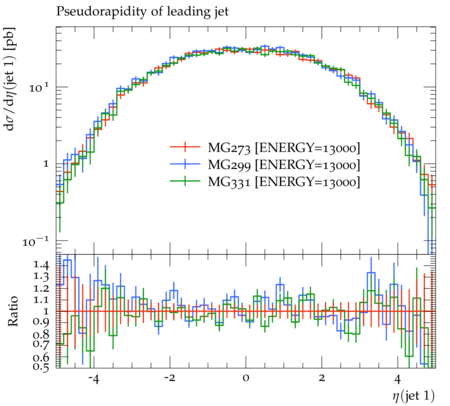 Pseudorapidity of leading jet
dσ/dη(jet 1) [pb]
10¹
1
10⁻¹
MG273 [ENERGY=13000]
MG299 [ENERGY=13000]
MG331 [ENERGY=13000]
Ratio
1.4
1.3
1.2
1.1
1
0.9
0.8
0.7
0.6
0.5
-4 -2 0 2 4
η(jet 1)